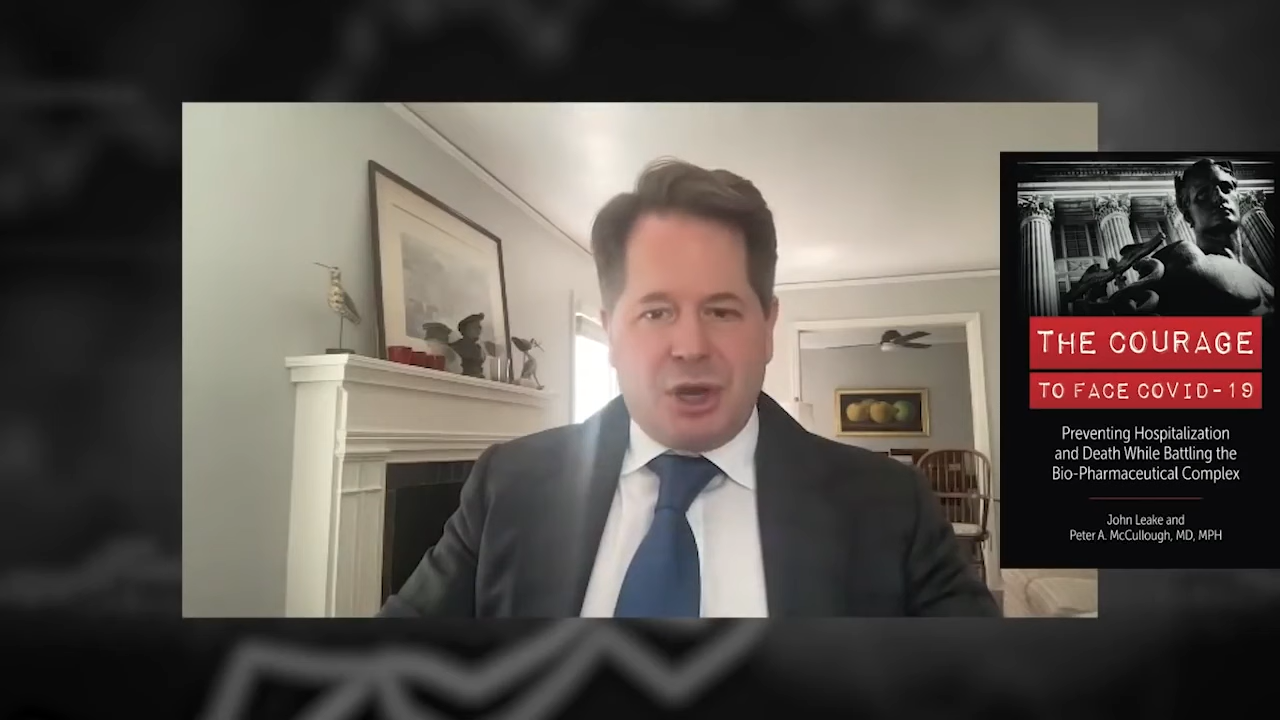 THE COURAGE
TO FACE COVID-19
Preventing Hospitalization
and Death While Battling the
Bio-Pharmaceutical Complex
John Leake and
Peter A. McCullough, MD, MPH